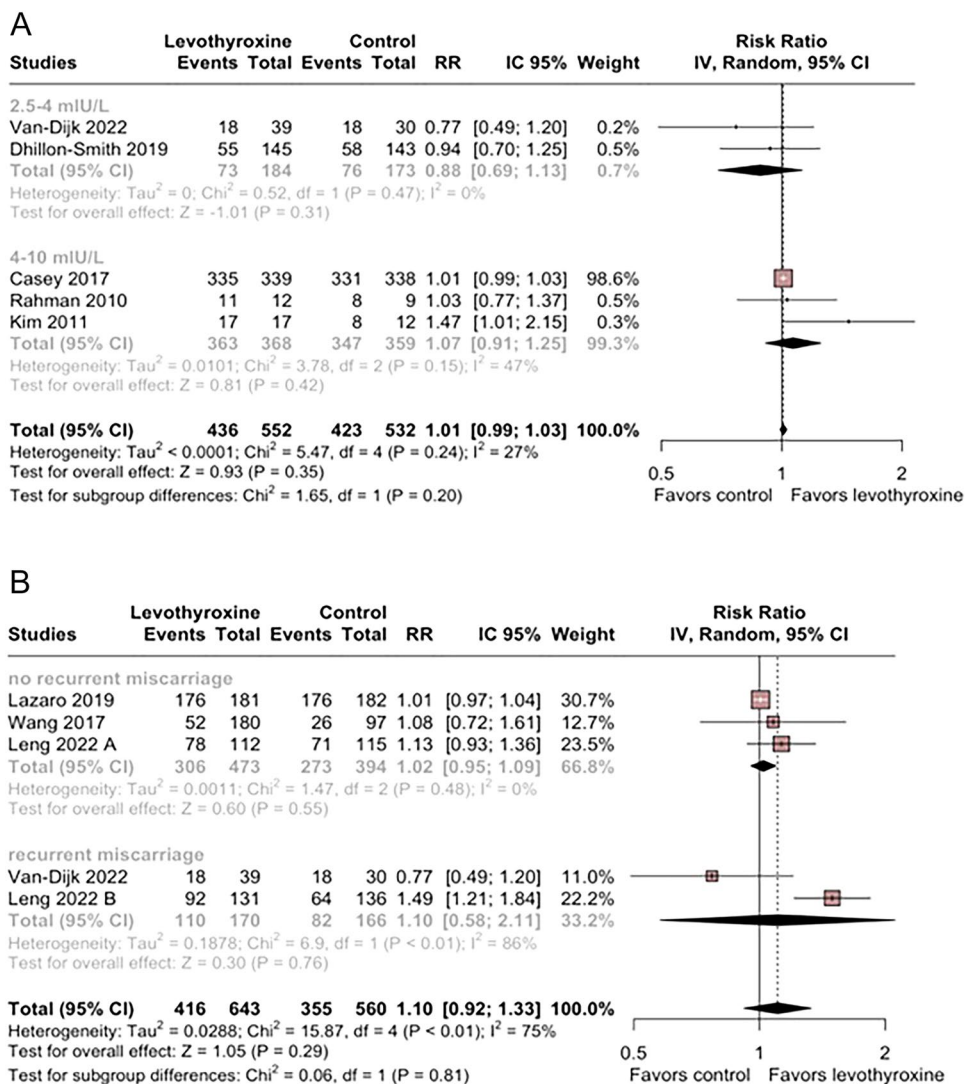 A
Levothyroxine Control Risk Ratio
Studies Events Total Events Total RR IC 95% Weight IV, Random, 95% CI
2.5-4 mIU/L
Van-Dijk 2022 18 39 18 30 0.77 [0.49; 1.20] 0.2%
Dhillon-Smith 2019 55 145 58 143 0.94 [0.70; 1.25] 0.5%
Total (95% CI) 73 184 76 173 0.88 [0.69; 1.13] 0.7%
Heterogeneity: Tau² = 0; Chi² = 0.52, df = 1 (P = 0.47); I² = 0%
Test for overall effect: Z = -1.01 (P = 0.31)
4-10 mIU/L
Casey 2017 335 339 331 338 1.01 [0.99; 1.03] 98.6%
Rahman 2010 11 12 8 9 1.03 [0.77; 1.37] 0.5%
Kim 2011 17 17 8 12 1.47 [1.01; 2.15] 0.3%
Total (95% CI) 363 368 347 359 1.07 [0.91; 1.25] 99.3%
Heterogeneity: Tau² = 0.0101; Chi² = 3.78, df = 2 (P = 0.15); I² = 47%
Test for overall effect: Z = 0.81 (P = 0.42)
Total (95% CI) 436 552 423 532 1.01 [0.99; 1.03] 100.0%
Heterogeneity: Tau² < 0.0001; Chi² = 5.47, df = 4 (P = 0.24); I² = 27%
Test for overall effect: Z = 0.93 (P = 0.35)
Test for subgroup differences: Chi² = 1.65, df = 1 (P = 0.20)
0.5 1 2
Favors control Favors levothyroxine
B
Levothyroxine Control Risk Ratio
Studies Events Total Events Total RR IC 95% Weight IV, Random, 95% CI
no recurrent miscarriage
Lazaro 2019 176 181 176 182 1.01 [0.97; 1.04] 30.7%
Wang 2017 52 180 26 97 1.08 [0.72; 1.61] 12.7%
Leng 2022 A 78 112 71 115 1.13 [0.93; 1.36] 23.5%
Total (95% CI) 306 473 273 394 1.02 [0.95; 1.09] 66.8%
Heterogeneity: Tau² = 0.0011; Chi² = 1.47, df = 2 (P = 0.48); I² = 0%
Test for overall effect: Z = 0.60 (P = 0.55)
recurrent miscarriage
Van-Dijk 2022 18 39 18 30 0.77 [0.49; 1.20] 11.0%
Leng 2022 B 92 131 64 136 1.49 [1.21; 1.84] 22.2%
Total (95% CI) 110 170 82 166 1.10 [0.58; 2.11] 33.2%
Heterogeneity: Tau² = 0.1878; Chi² = 6.9, df = 1 (P < 0.01); I² = 86%
Test for overall effect: Z = 0.30 (P = 0.76)
Total (95% CI) 416 643 355 560 1.10 [0.92; 1.33] 100.0%
Heterogeneity: Tau² = 0.0288; Chi² = 15.87, df = 4 (P < 0.01); I² = 75%
Test for overall effect: Z = 1.05 (P = 0.29)
Test for subgroup differences: Chi² = 0.06, df = 1 (P = 0.81)
0.5 1 2
Favors control Favors levothyroxine